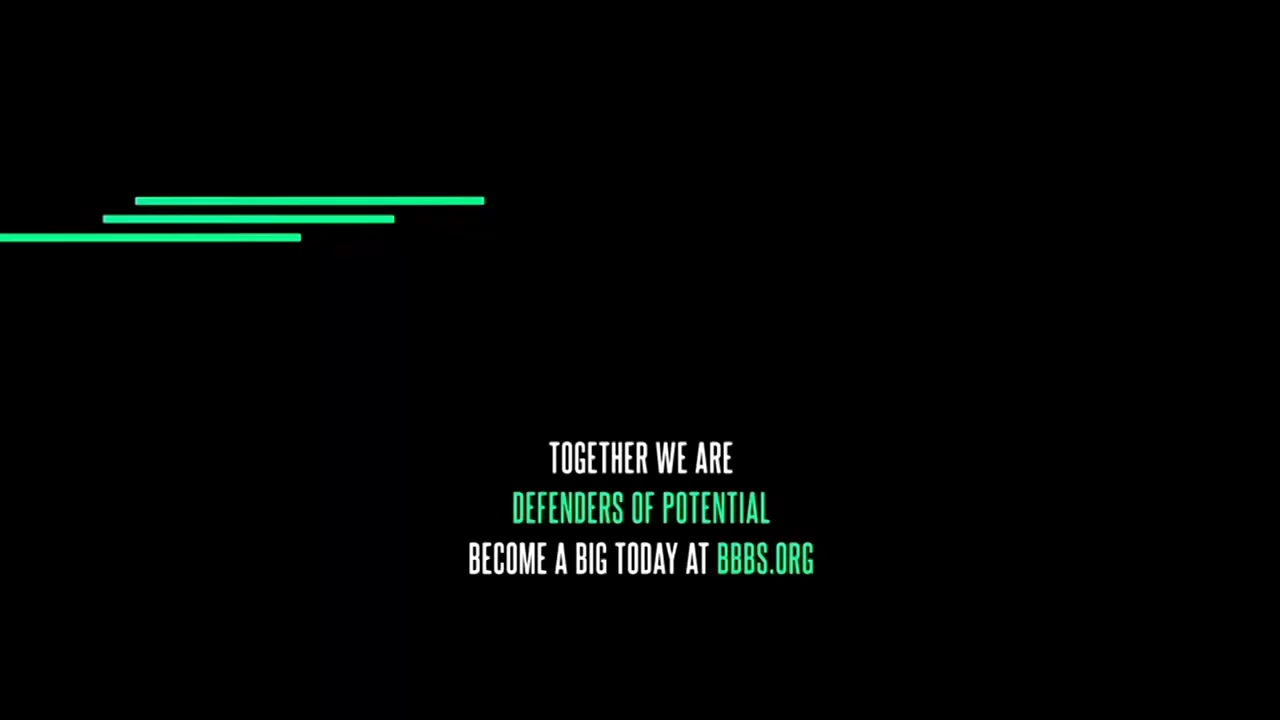 TOGETHER WE ARE
DEFENDERS OF POTENTIAL
BECOME A BIG TODAY AT BBBS.ORG